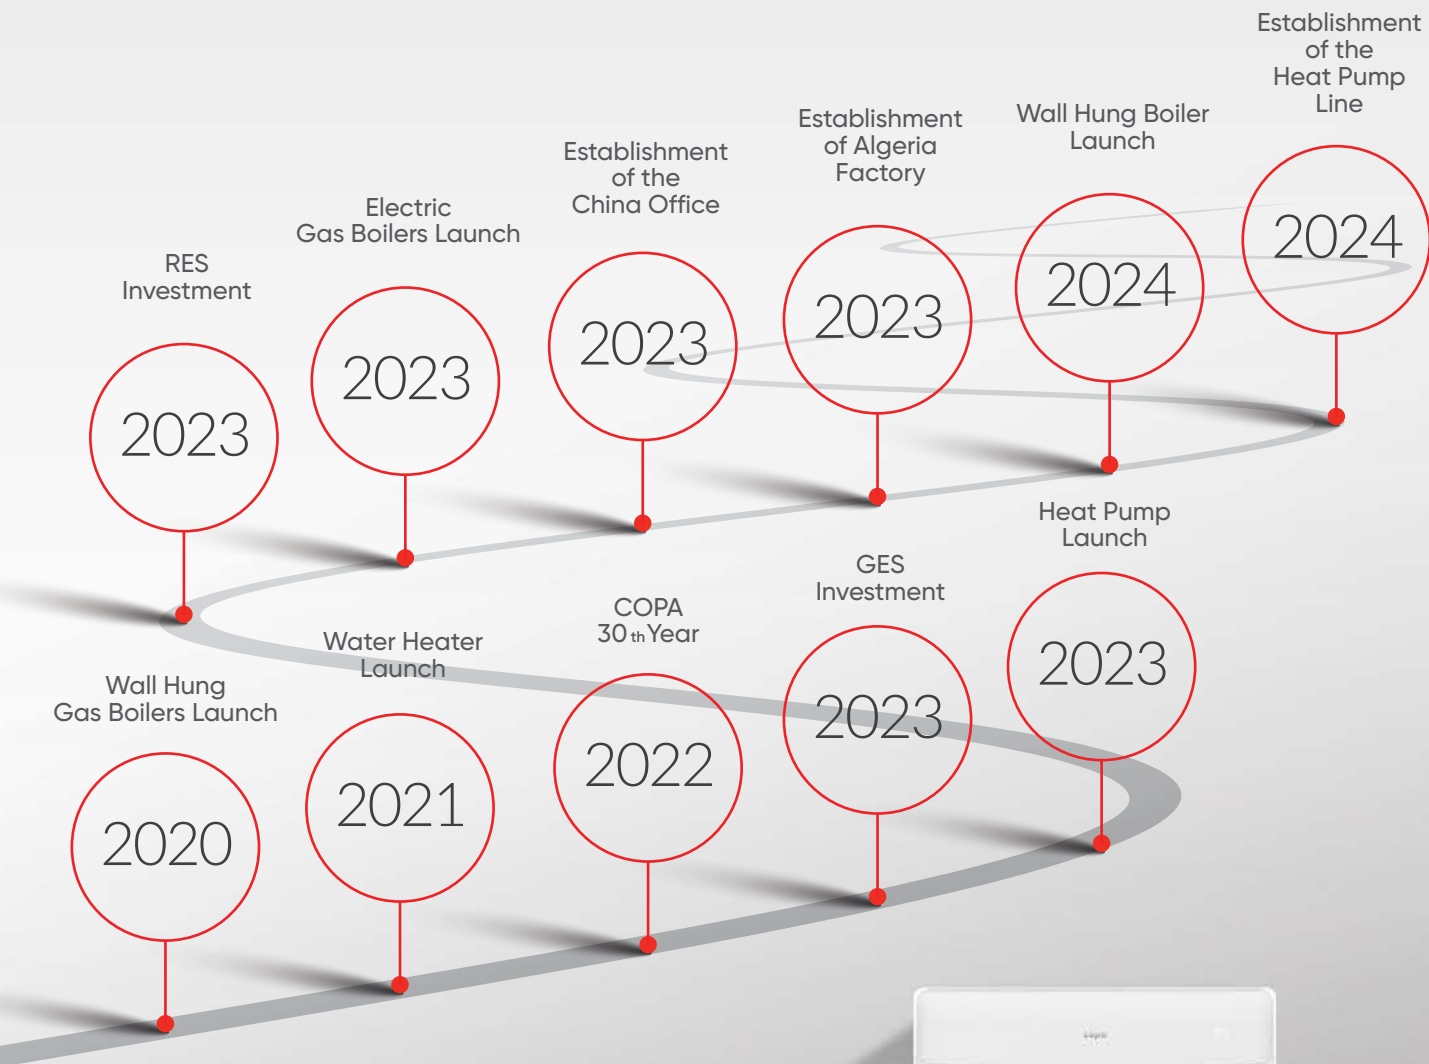 Establishment
of the
Heat Pump
Line
2024
Wall Hung Boiler
Launch
2024
Establishment
of Algeria
Factory
2023
Establishment
of the
China Office
2023
Electric
Gas Boilers Launch
2023
RES
Investment
2023
Heat Pump
Launch
2023
GES
Investment
2023
COPA
30 th Year
2022
Water Heater
Launch
2021
Wall Hung
Gas Boilers Launch
2020